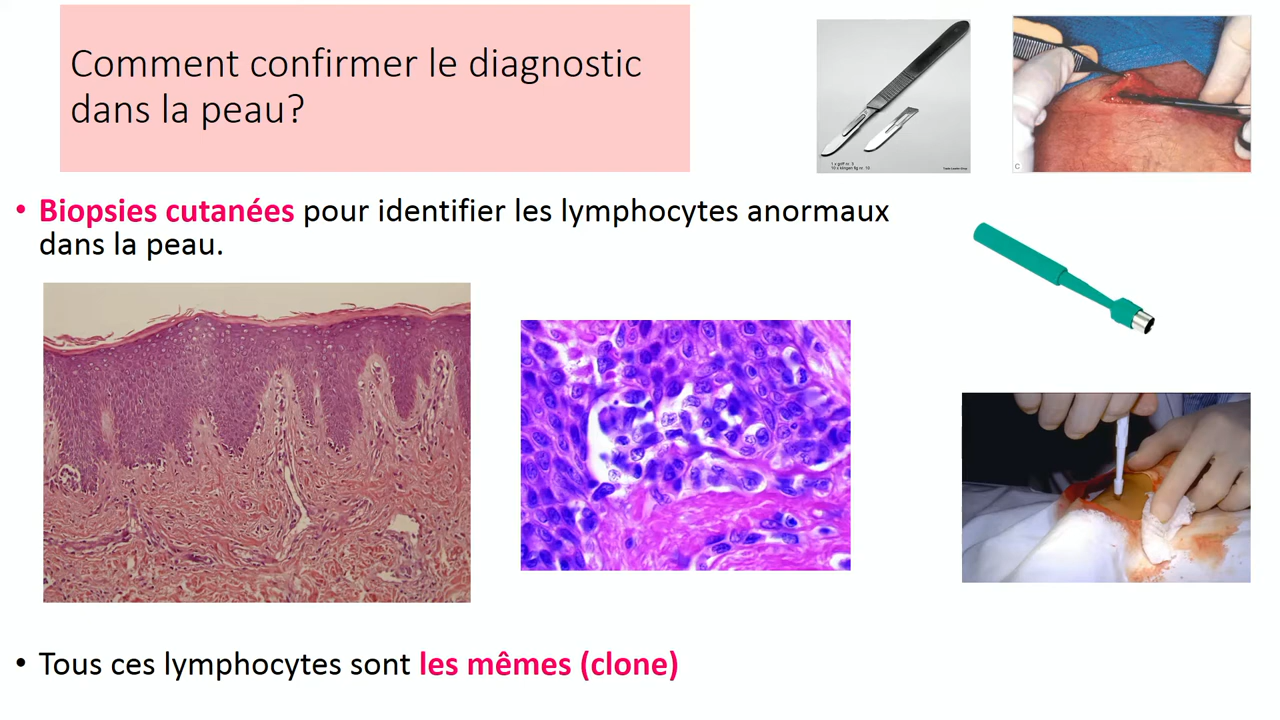 Comment confirmer le diagnostic
dans la peau?
• Biopsies cutanées pour identifier les lymphocytes anormaux
dans la peau.
C
• Tous ces lymphocytes sont les mêmes (clone)